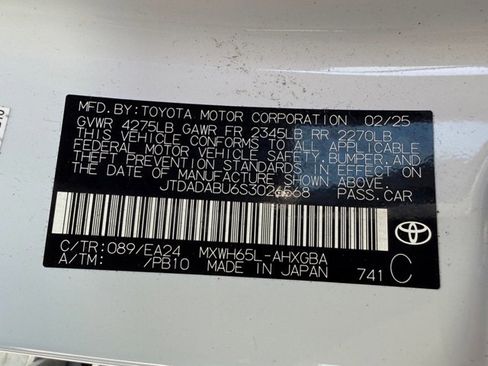 MFD.BY:TOYOTA MOTOR CORPORATION 02/25
GVWR 4275LB GAWR FR 2345LB RR 2270LB
THIS VEHICLE CONFORMS TO ALL APPLICABLE
FEDERAL MOTOR VEHICLE SAFETY,BUMPER,AND
THEFT PREVENTION STANDARDS IN EFFECT ON
THE DATE OF MANUFACTURE SHOWN ABOVE.
PASS.CAR
C/TR:089/EA24 MXWH65L-AHXGBA
A/TM: /PB10 MADE IN JAPAN 741 C